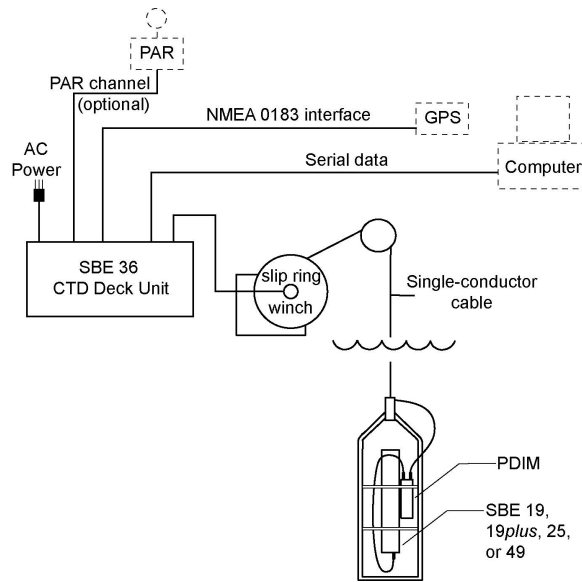 PAR
PAR channel
(optional)
NMEA 0183 interface
GPS
AC
Power
Serial data
Computer
SBE 36
CTD Deck Unit
slip ring
winch
Single-conductor
cable
PDIM
SBE 19,
19plus, 25,
or 49